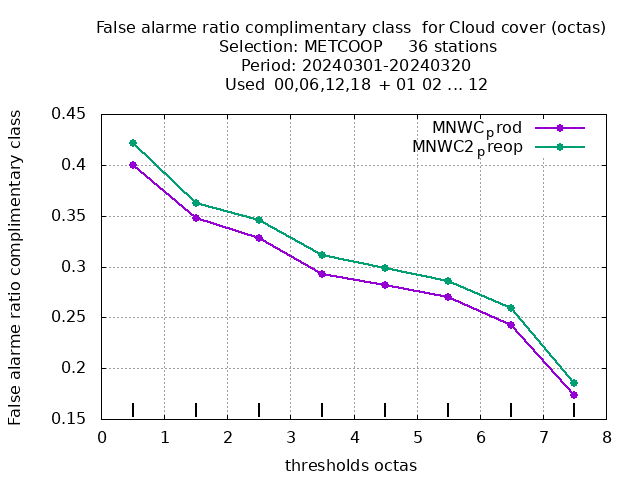 False alarme ratio complimentary class  for Cloud cover (octas)
Selection: METCOOP     36 stations
Period: 20240301-20240320
Used  00,06,12,18 + 01 02 ... 12
False alarme ratio complimentary class
0.45
0.4
0.35
0.3
0.25
0.2
0.15
MNWCprod
MNWC2preop
0 1 2 3 4 5 6 7 8
thresholds octas